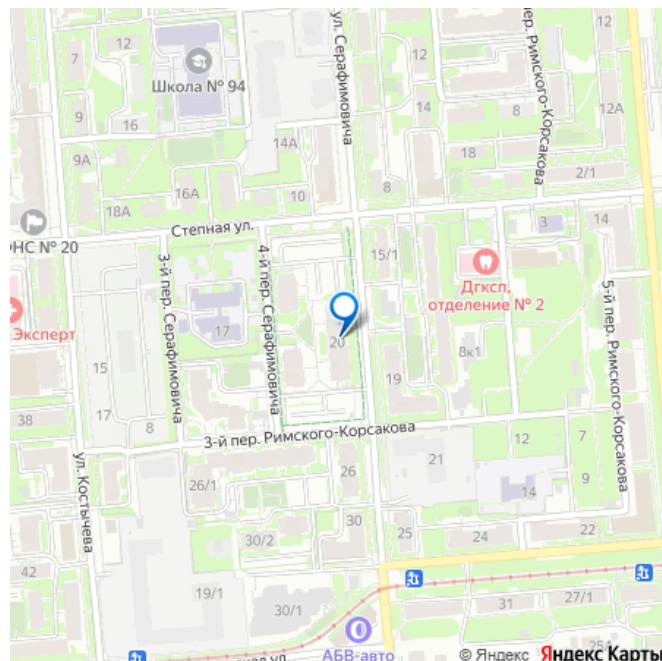 7
12
Школа № 94
ул. Серафимовича
12
пер. Римского-Корсакова
14
8
12А
9
16
14А
18
9А
16А
10
8
2/1
18А
Степная ул.
3
14
ФНС № 20
15/1
Дгксп,
отделение № 2
3-й пер. Серафимовича
4-й пер. Серафимовича
5-й пер. Римского-Корсакова
Эксперт
17
20
8к1
15
19
38
17
8
3-й пер. Римского-Корсакова
12
7
ул. Костычева
21
26/1
26
14
9
30
25
24
22
30/2
42
19/1
30/1
31
27/1
АБВ-авто
25А
© Яндекс Яндекс Карты